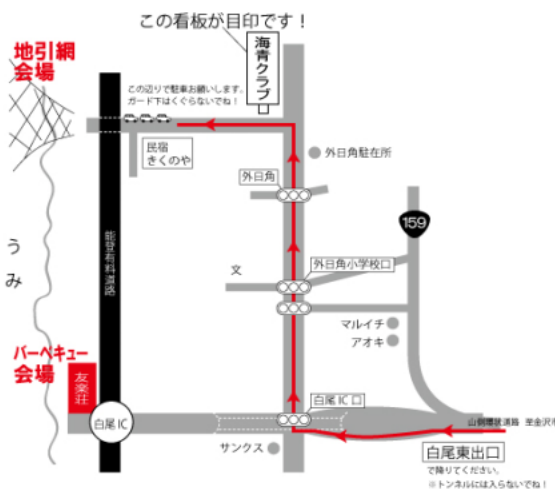 この看板が目印です！
海青クラブ
地引網
会場
この辺りで駐車お願いします。
ガード下はくぐらないでね！
民宿
きくのや
外日角駐在所
外日角
159
能登有料道路
うみ
文
外日角小学校口
マルイチ
アオキ
バーベキュー
会場
友楽荘
白尾IC
白尾IC口
サンクス
山側環状道路 至金沢市
白尾東出口
で降りてください。
※トンネルには入らないでね！